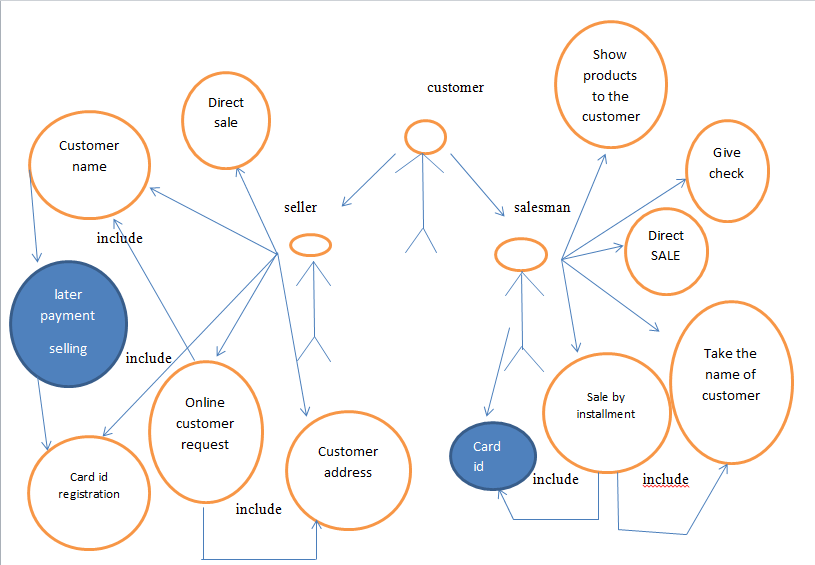 customer
Show
products
to the
customer
Direct
sale
Customer
name
Give
check
seller
salesman
include
Direct
SALE
later
payment
selling
include
Take the
name of
customer
Online
customer
request
Sale by
installment
Customer
address
Card
id
Card id
registration
include
include
include